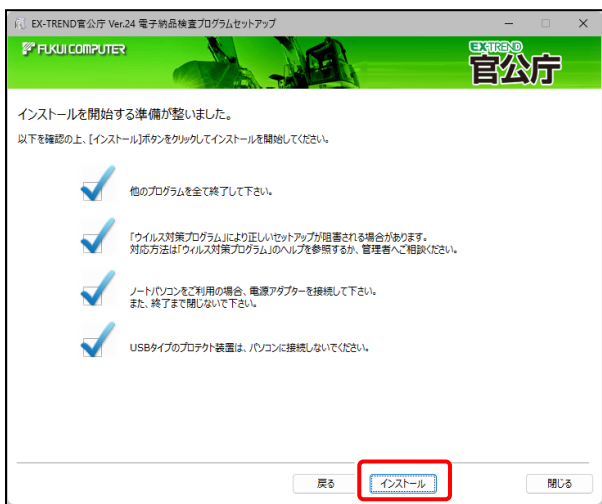 EX-TREND官公庁 Ver.24 電子納品検査プログラムセットアップ
FUKUI COMPUTER
EX-TREND
官公庁
インストールを開始する準備が整いました。
以下を確認の上、[インストール]ボタンをクリックしてインストールを開始してください。
他のプログラムを全て終了して下さい。
「ウイルス対策プログラム」により正しいセットアップが阻害される場合があります。
対応方法は「ウィルス対策プログラム」のヘルプを参照するか、管理者へご相談ください。
ノートパソコンをご利用の場合、電源アダプターを接続して下さい。
また、終了まで閉じないで下さい。
USBタイプのプロテクト装置は、パソコンに接続しないでください。
戻る インストール 閉じる